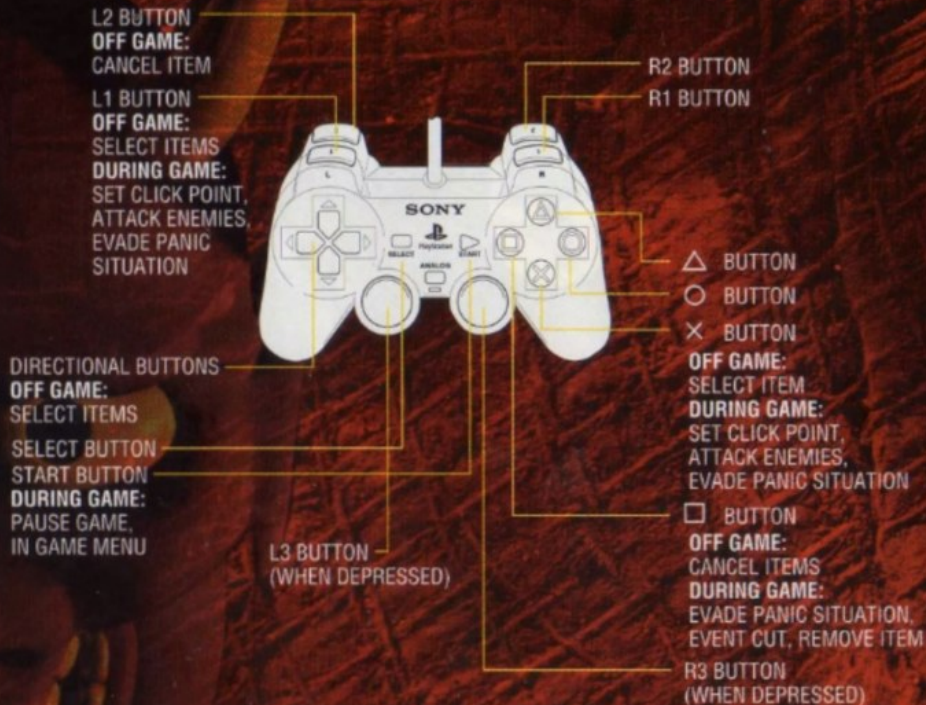 L2 BUTTON
OFF GAME:
CANCEL ITEM
L1 BUTTON
OFF GAME:
SELECT ITEMS
DURING GAME:
SET CLICK POINT,
ATTACK ENEMIES,
EVADE PANIC
SITUATION
DIRECTIONAL BUTTONS
OFF GAME:
SELECT ITEMS
SELECT BUTTON
START BUTTON
DURING GAME:
PAUSE GAME,
IN GAME MENU
L
R
SONY
PlayStation
SELECT
START
ANALOG
L3 BUTTON
(WHEN DEPRESSED)
R2 BUTTON
R1 BUTTON
△ BUTTON
○ BUTTON
× BUTTON
OFF GAME:
SELECT ITEM
DURING GAME:
SET CLICK POINT,
ATTACK ENEMIES,
EVADE PANIC SITUATION
□ BUTTON
OFF GAME:
CANCEL ITEMS
DURING GAME:
EVADE PANIC SITUATION,
EVENT CUT, REMOVE ITEM
R3 BUTTON
(WHEN DEPRESSED)